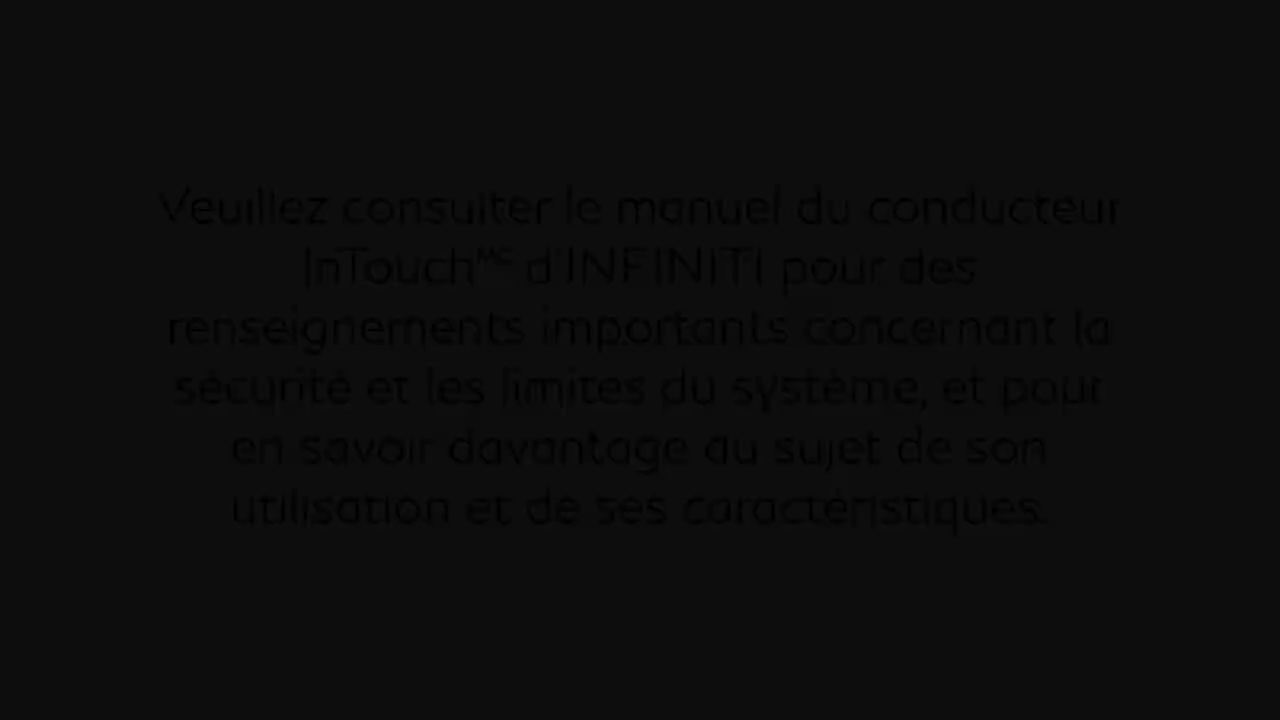 Veuillez consulter le manuel du conducteur
InTouchᴹᶜ d'INFINITI pour des
renseignements importants concernant la
sécurité et les limites du système, et pour
en savoir davantage au sujet de son
utilisation et de ses caractéristiques.